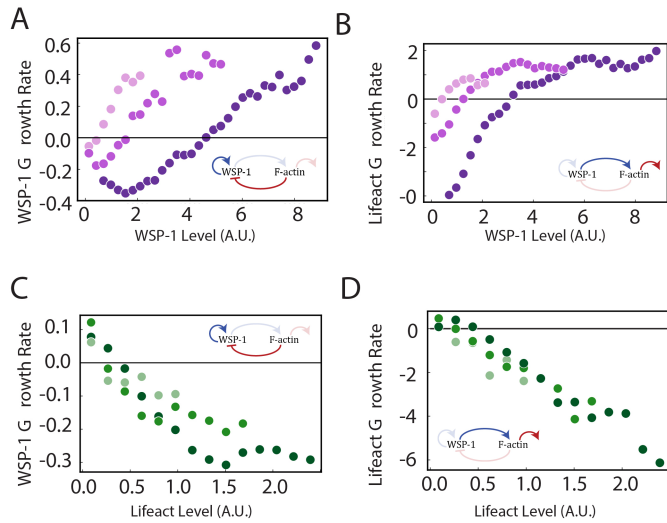 A
WSP-1 G rowth Rate
0.6
0.4
0.2
0.0
-0.2
-0.4
0
2
4
6
8
WSP-1 Level (A.U.)
WSP-1
F-actin
B
Lifeact G rowth Rate
2
0
-0
0
2
4
6
8
WSP-1 Level (A.U.)
WSP-1
F-actin
C
WSP-1 G rowth Rate
0.1
0.0
-0.1
-0.2
-0.3
0.0
0.5
1.0
1.5
2.0
Lifeact Level (A.U.)
WSP-1
F-actin
D
Lifeact G rowth Rate
0
-2
-4
-6
0.0
0.5
1.0
1.5
2.0
Lifeact Level (A.U.)
WSP-1
F-actin